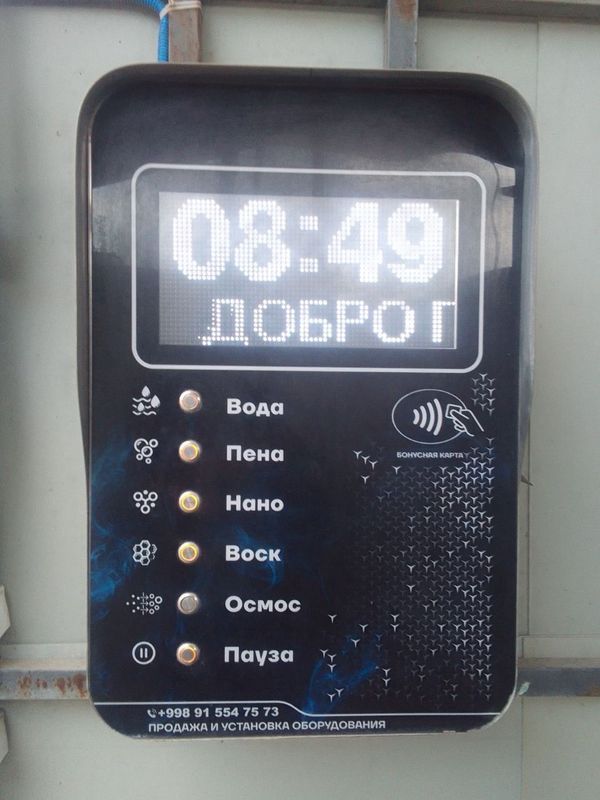 08:49
ДОБРО Г
Вода
БОНУСНАЯ КАРТА
Пена
Нано
Воск
Осмос
Пауза
+998 91 554 75 73
ПРОДАЖА И УСТАНОВКА ОБОРУДОВАНИЯ